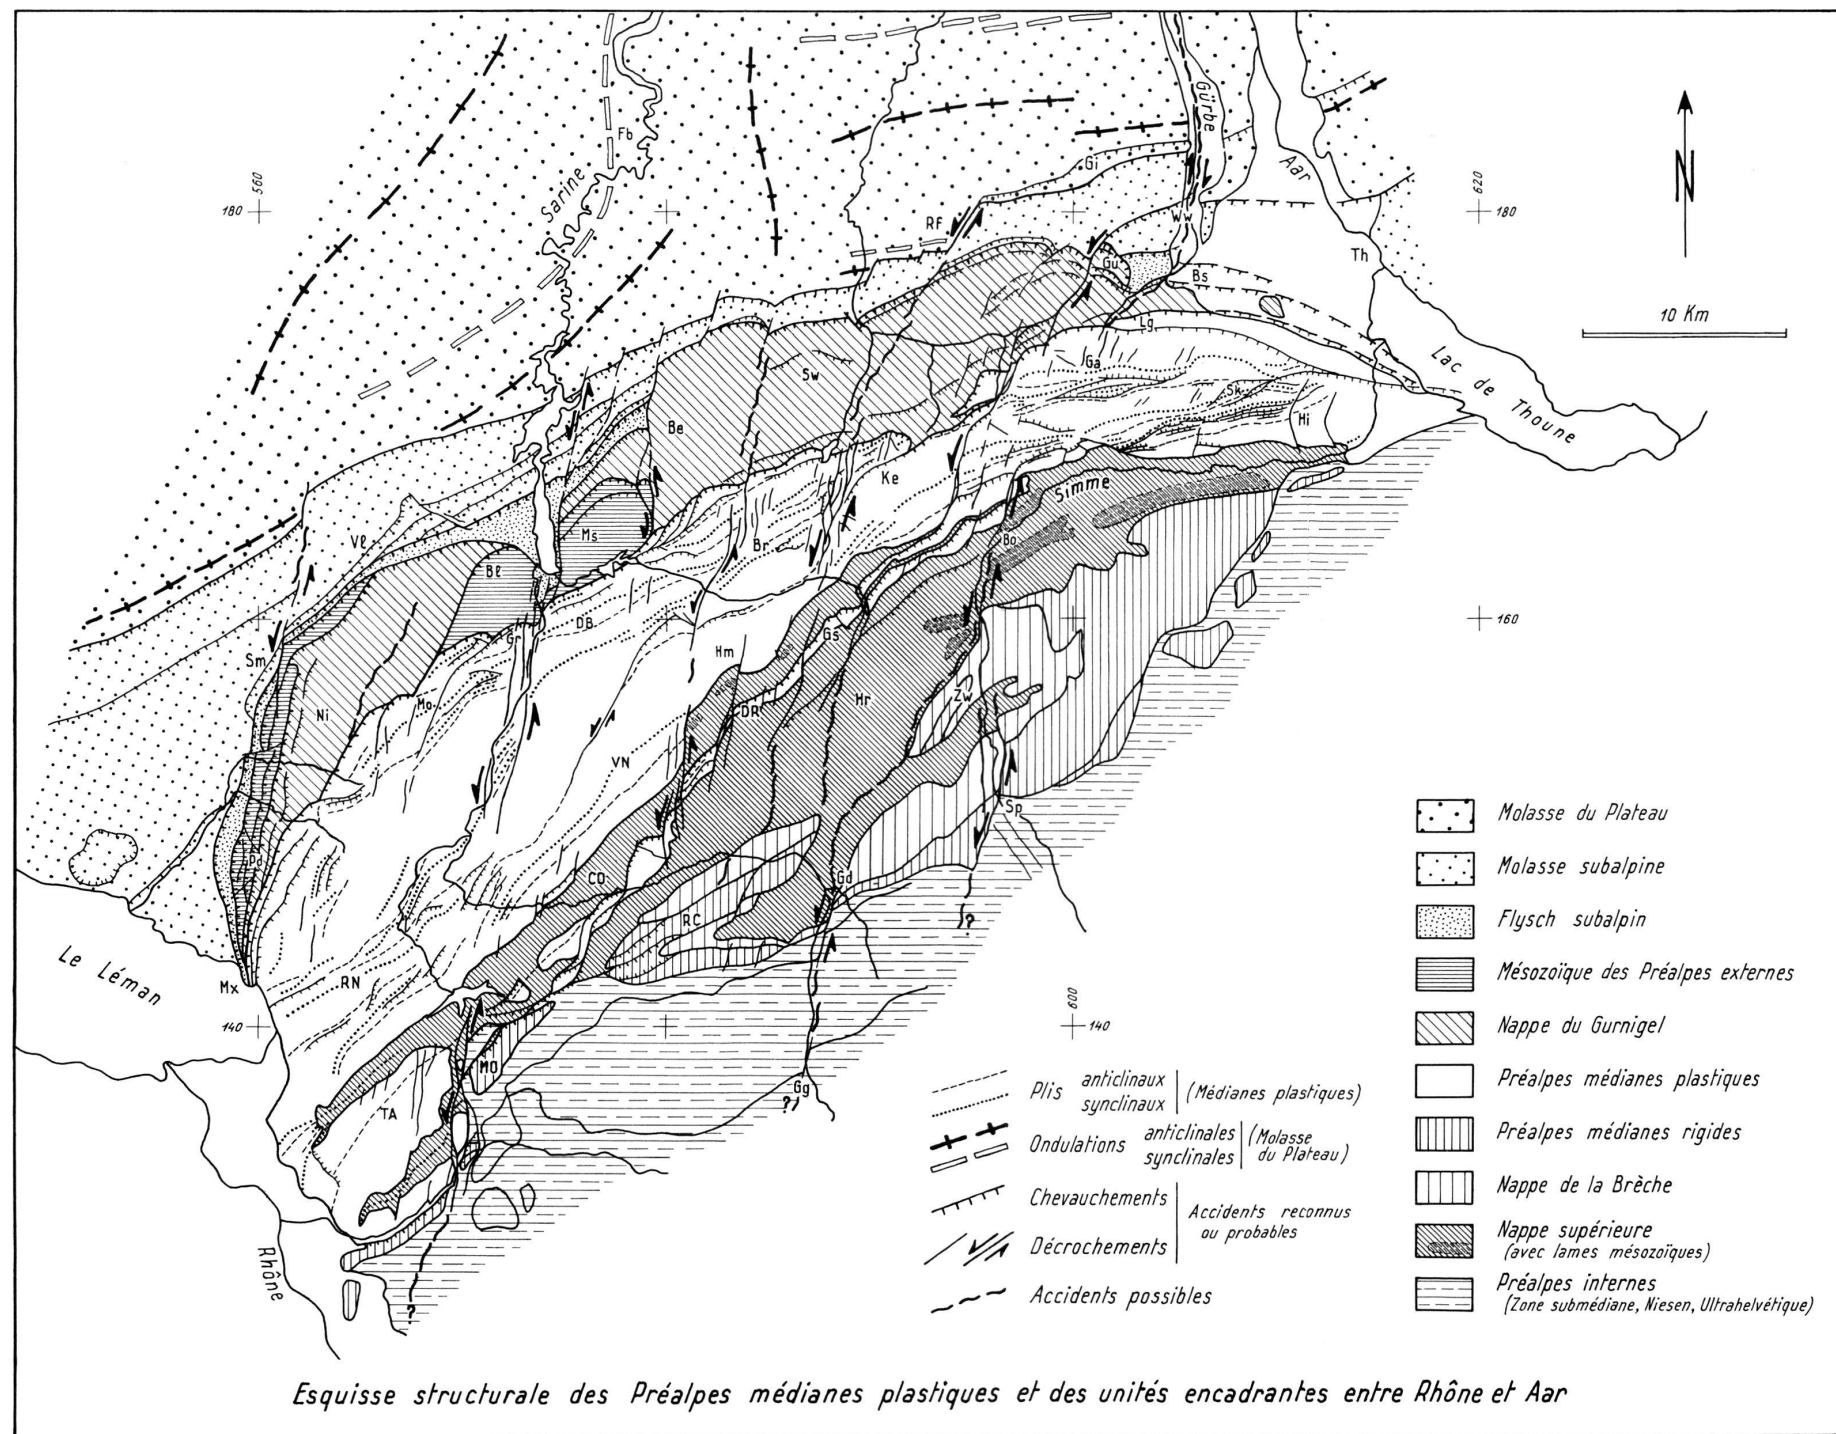 Fb
Sarine
Gürbe
Aar
N
560
180
620
180
Gi
RF
Ww
Gu
Th
Bs
Lg
10 Km
Lac de Thoune
Ga
Sw
Sk
Hi
Be
Ke
Simme
Vl
Ms
Br
Bo
Bl
DB
Gr
Gs
160
Sm
Hm
Mo
Ni
DR
Hr
Zw
VN
Sp
Pd
CO
Gd
RC
?
Le Léman
Mx
RN
140
600
140
MO
TA
Gg
?
Rhône
?
Plis anticlinaux synclinaux (Médianes plastiques)
Ondulations anticlinales synclinales (Molasse du Plateau)
Chevauchements
Décrochements
Accidents reconnus
ou probables
Accidents possibles
Molasse du Plateau
Molasse subalpine
Flysch subalpin
Mésozoïque des Préalpes externes
Nappe du Gurnigel
Préalpes médianes plastiques
Préalpes médianes rigides
Nappe de la Brèche
Nappe supérieure
(avec lames mésozoïques)
Préalpes internes
(Zone submédiane, Niesen, Ultrahelvétique)
Esquisse structurale des Préalpes médianes plastiques et des unités encadrantes entre Rhône et Aar